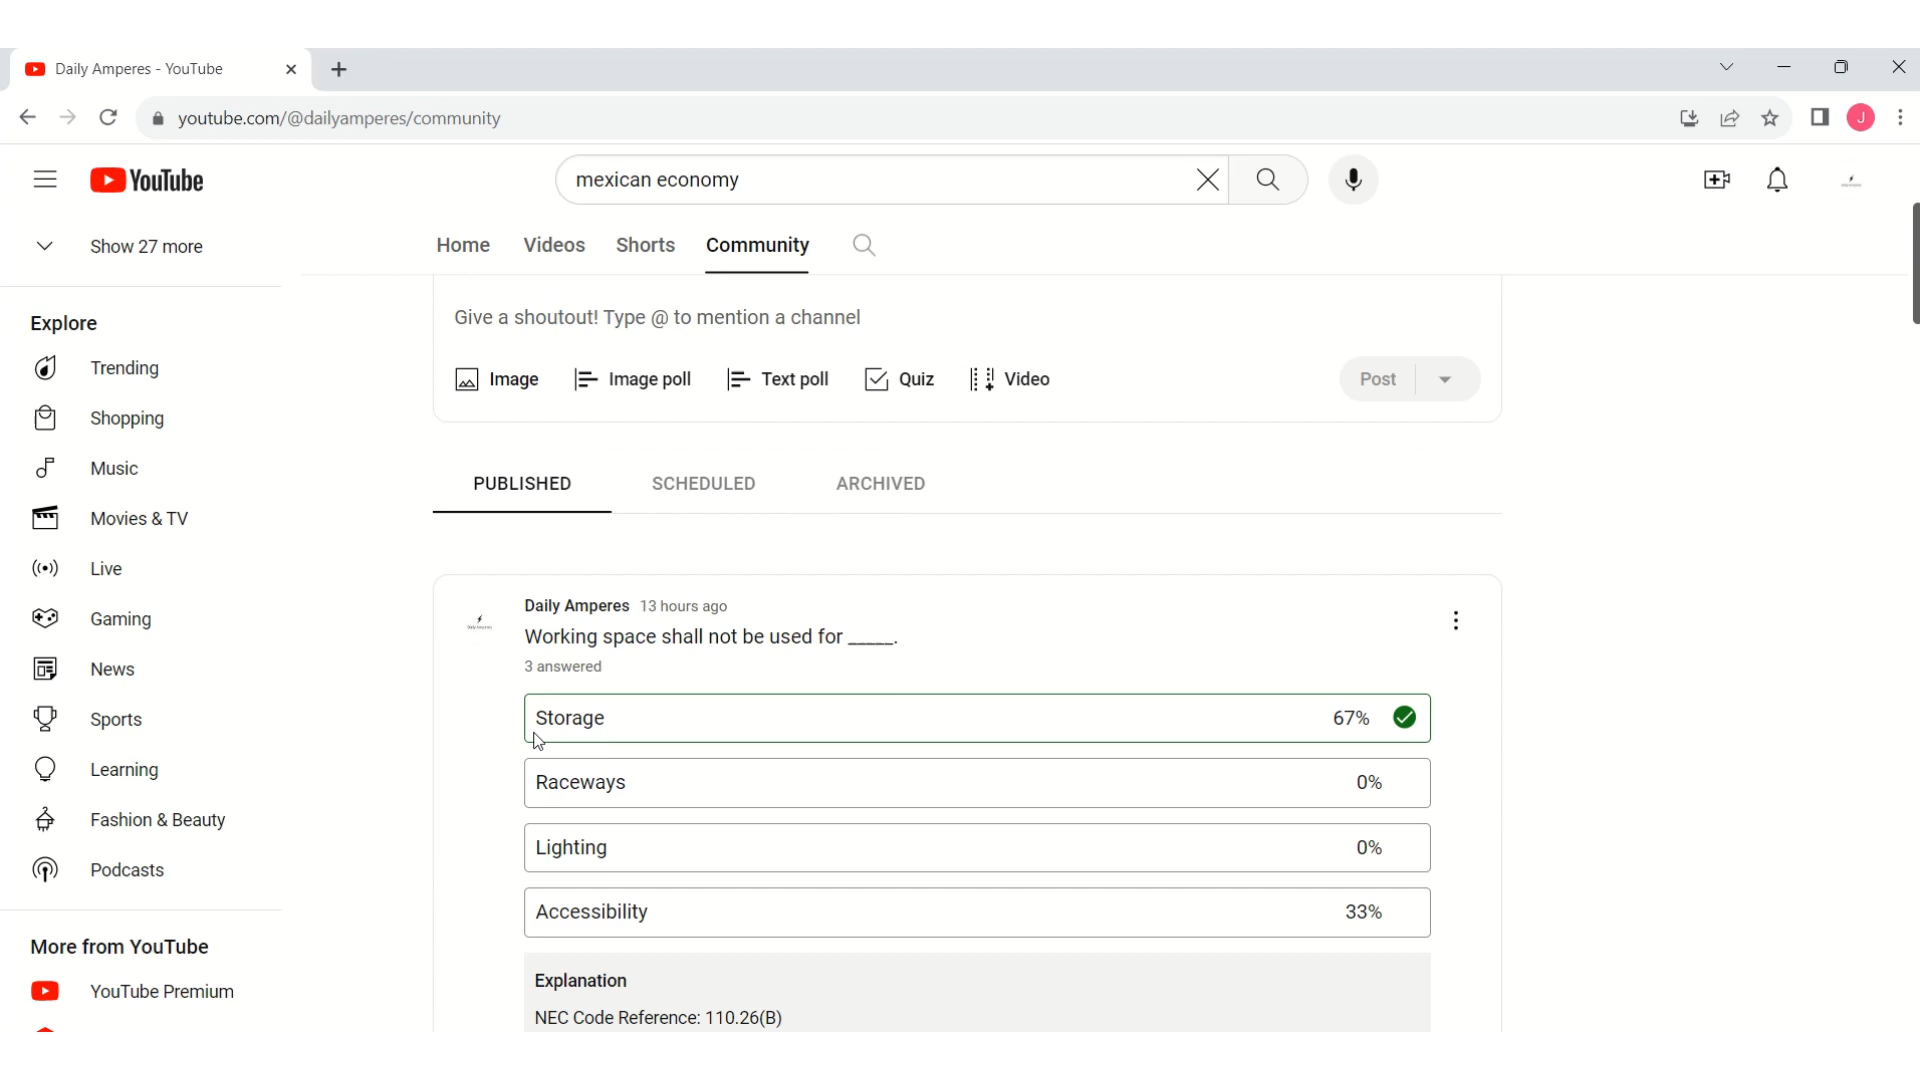 Daily Amperes - YouTube
youtube.com/@dailyamperes/community
J
YouTube
mexican economy
Show 27 more
Home Videos Shorts Community
Explore
Give a shoutout! Type @ to mention a channel
Trending
Image Image poll Text poll Quiz Video Post
Shopping
Music
PUBLISHED SCHEDULED ARCHIVED
Movies & TV
Live
Daily Amperes 13 hours ago
Gaming
Working space shall not be used for _____.
3 answered
News
Storage 67%
Sports
Learning
Raceways 0%
Fashion & Beauty
Lighting 0%
Podcasts
Accessibility 33%
More from YouTube
Explanation
YouTube Premium
NEC Code Reference: 110.26(B)